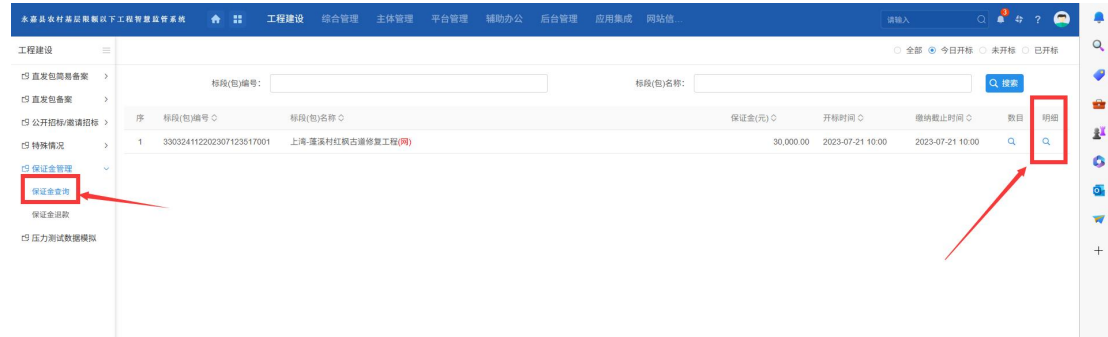 永嘉县农村基层限额以下工程智慧监管系统 工程建设 综合管理 主体管理 平台管理 辅助办公 后台管理 应用集成 网站信... 请输入 3 ?
工程建设 全部 今日开标 未开标 已开标
直发包简易备案 >
标段(包)编号: 标段(包)名称: 搜索
直发包备案 >
公开招标/邀请招标 >
序 标段(包)编号 标段(包)名称 保证金(元) 开标时间 缴纳截止时间 数目 明细
特殊情况 >
1 330324112202307123517001 上湾-蓬溪村红枫古道修复工程(网) 30,000.00 2023-07-21 10:00 2023-07-21 10:00
保证金管理
保证金查询
保证金退款
压力测试数据模拟